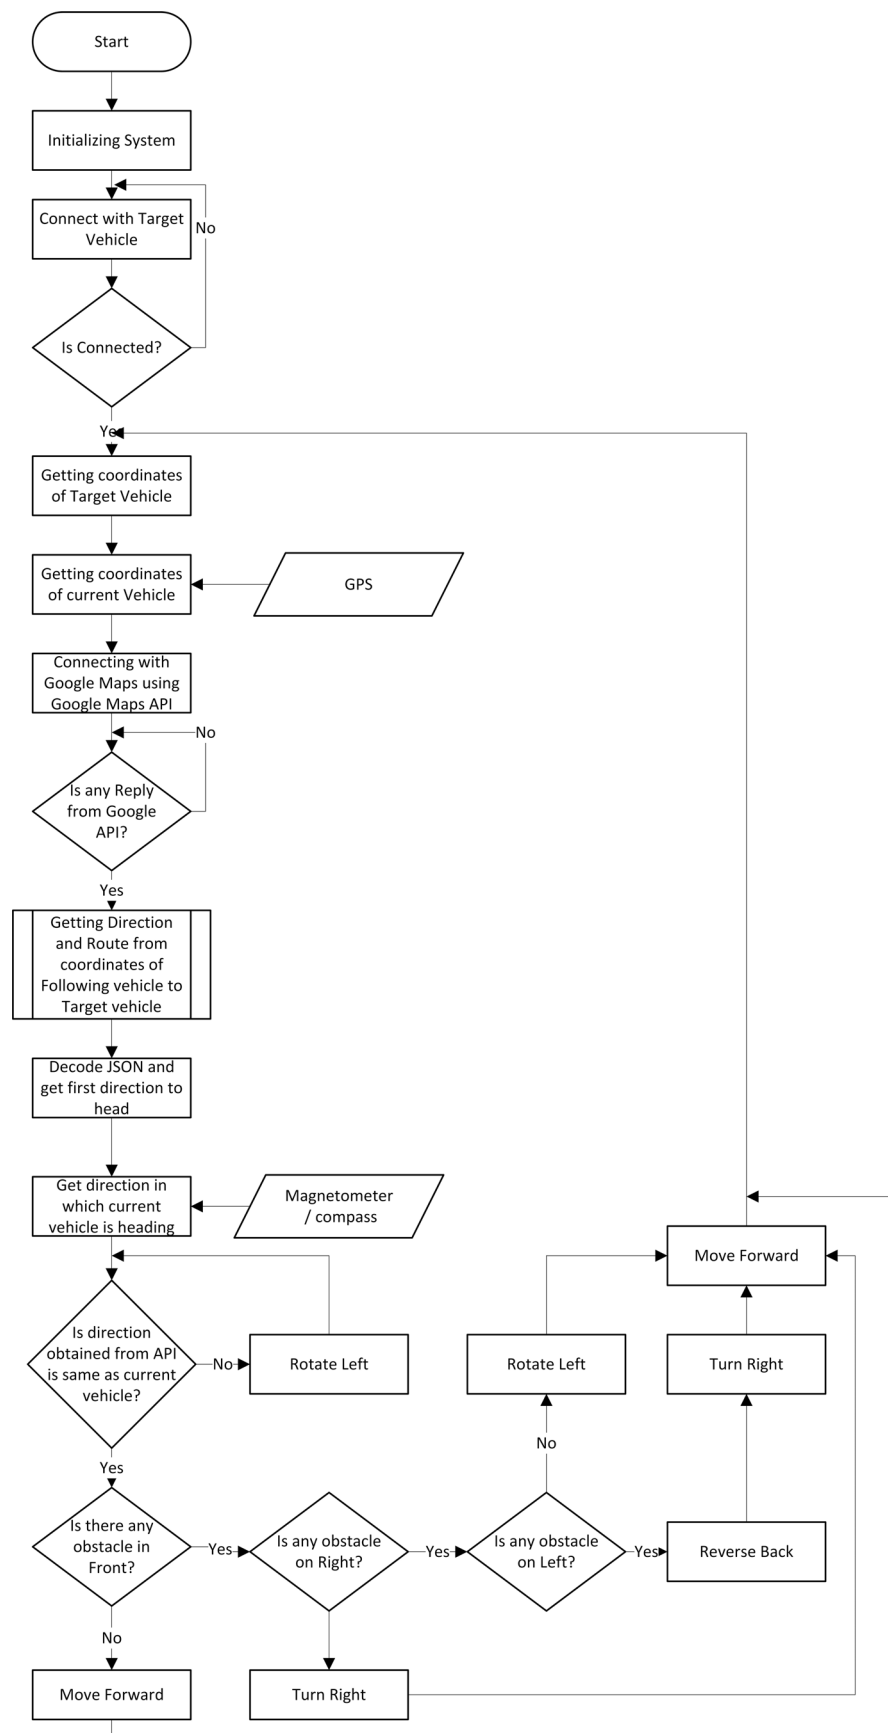 Start
Initializing System
Connect with Target
Vehicle
No
Is Connected?
Yes
Getting coordinates
of Target Vehicle
Getting coordinates
of current Vehicle
GPS
Connecting with
Google Maps using
Google Maps API
No
Is any Reply
from Google
API?
Yes
Getting Direction
and Route from
coordinates of
Following vehicle to
Target vehicle
Decode JSON and
get first direction to
head
Get direction in
which current
vehicle is heading
Magnetometer
/ compass
Move Forward
Is direction
obtained from API
is same as current
vehicle?
No
Rotate Left
Rotate Left
Turn Right
No
Yes
Is there any
obstacle in
Front?
Yes
Is any obstacle
on Right?
Yes
Is any obstacle
on Left?
Yes
Reverse Back
No
Move Forward
Turn Right